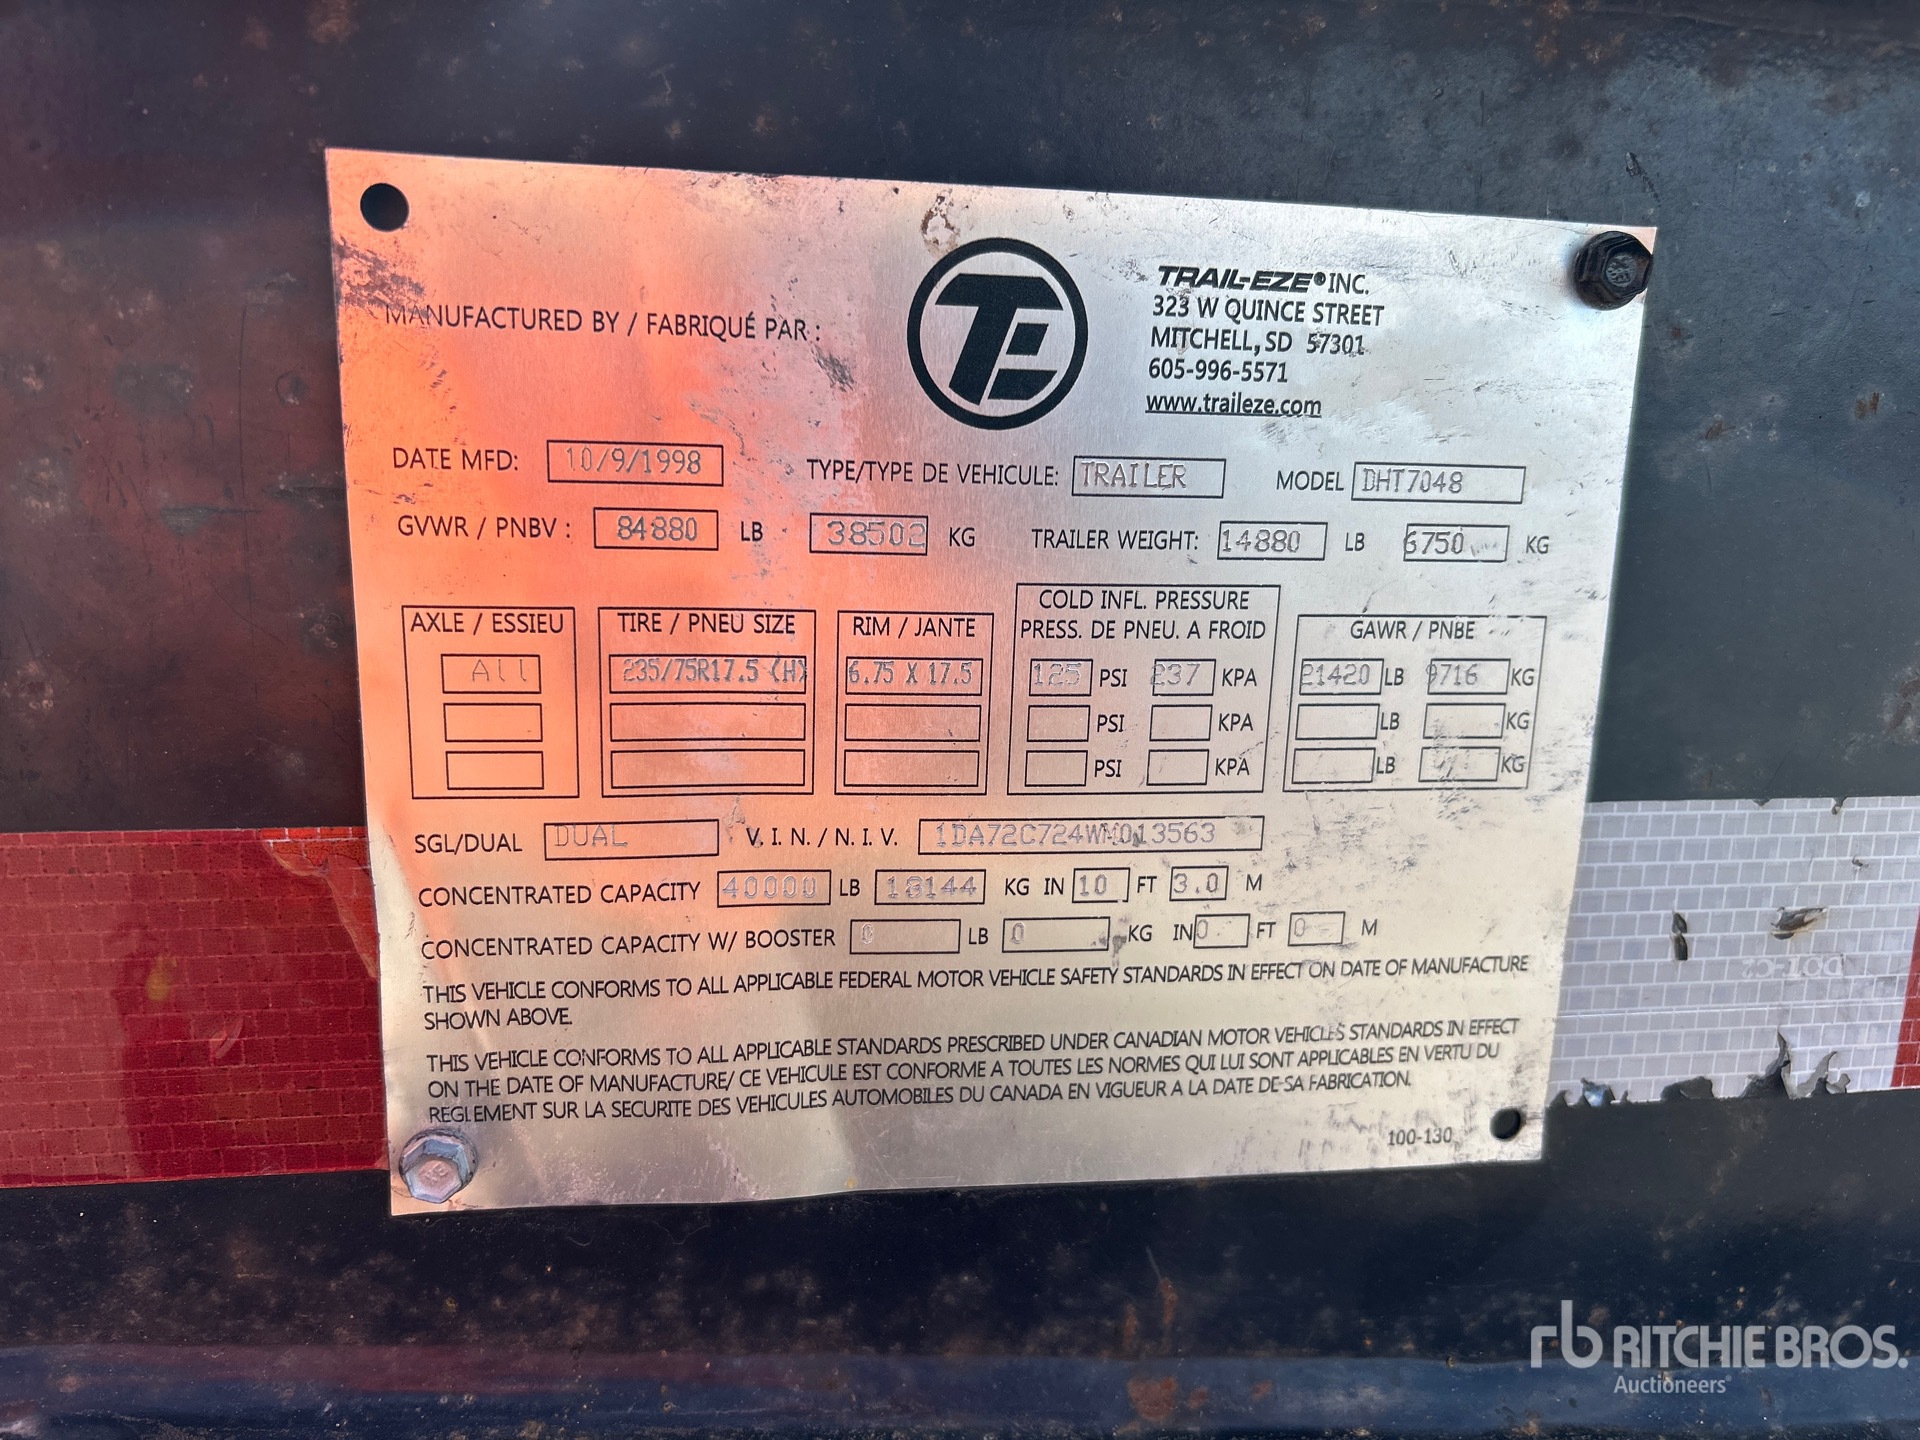 TE
TRAIL-EZE® INC.
323 W QUINCE STREET
MITCHELL, SD 57301
605-996-5571
www.traileze.com
MANUFACTURED BY / FABRIQUÉ PAR :
DATE MFD: 10/9/1998 TYPE/TYPE DE VEHICULE: TRAILER MODEL DHT7048
GVWR / PNBV : 84880 LB 38502 KG TRAILER WEIGHT: 14880 LB 6750 KG
AXLE / ESSIEU TIRE / PNEU SIZE RIM / JANTE COLD INFL. PRESSURE PRESS. DE PNEU. A FROID GAWR / PNBE
All 235/75R17.5 (H) 6.75 X 17.5 125 PSI 237 KPA 21420 LB 9716 KG
PSI KPA LB KG
PSI KPA LB KG
SGL/DUAL DUAL V. I. N. / N. I. V. 1DA72C724WM013563
CONCENTRATED CAPACITY 40000 LB 18144 KG IN 10 FT 3.0 M
CONCENTRATED CAPACITY W/ BOOSTER 0 LB 0 KG IN 0 FT 0 M
THIS VEHICLE CONFORMS TO ALL APPLICABLE FEDERAL MOTOR VEHICLE SAFETY STANDARDS IN EFFECT ON DATE OF MANUFACTURE
SHOWN ABOVE.
THIS VEHICLE CONFORMS TO ALL APPLICABLE STANDARDS PRESCRIBED UNDER CANADIAN MOTOR VEHICLES STANDARDS IN EFFECT
ON THE DATE OF MANUFACTURE/ CE VEHICULE EST CONFORME A TOUTES LES NORMES QUI LUI SONT APPLICABLES EN VERTU DU
REGLEMENT SUR LA SECURITE DES VEHICULES AUTOMOBILES DU CANADA EN VIGUEUR A LA DATE DE SA FABRICATION.
100-130
DOT-C2
rb RITCHIE BROS.
Auctioneers